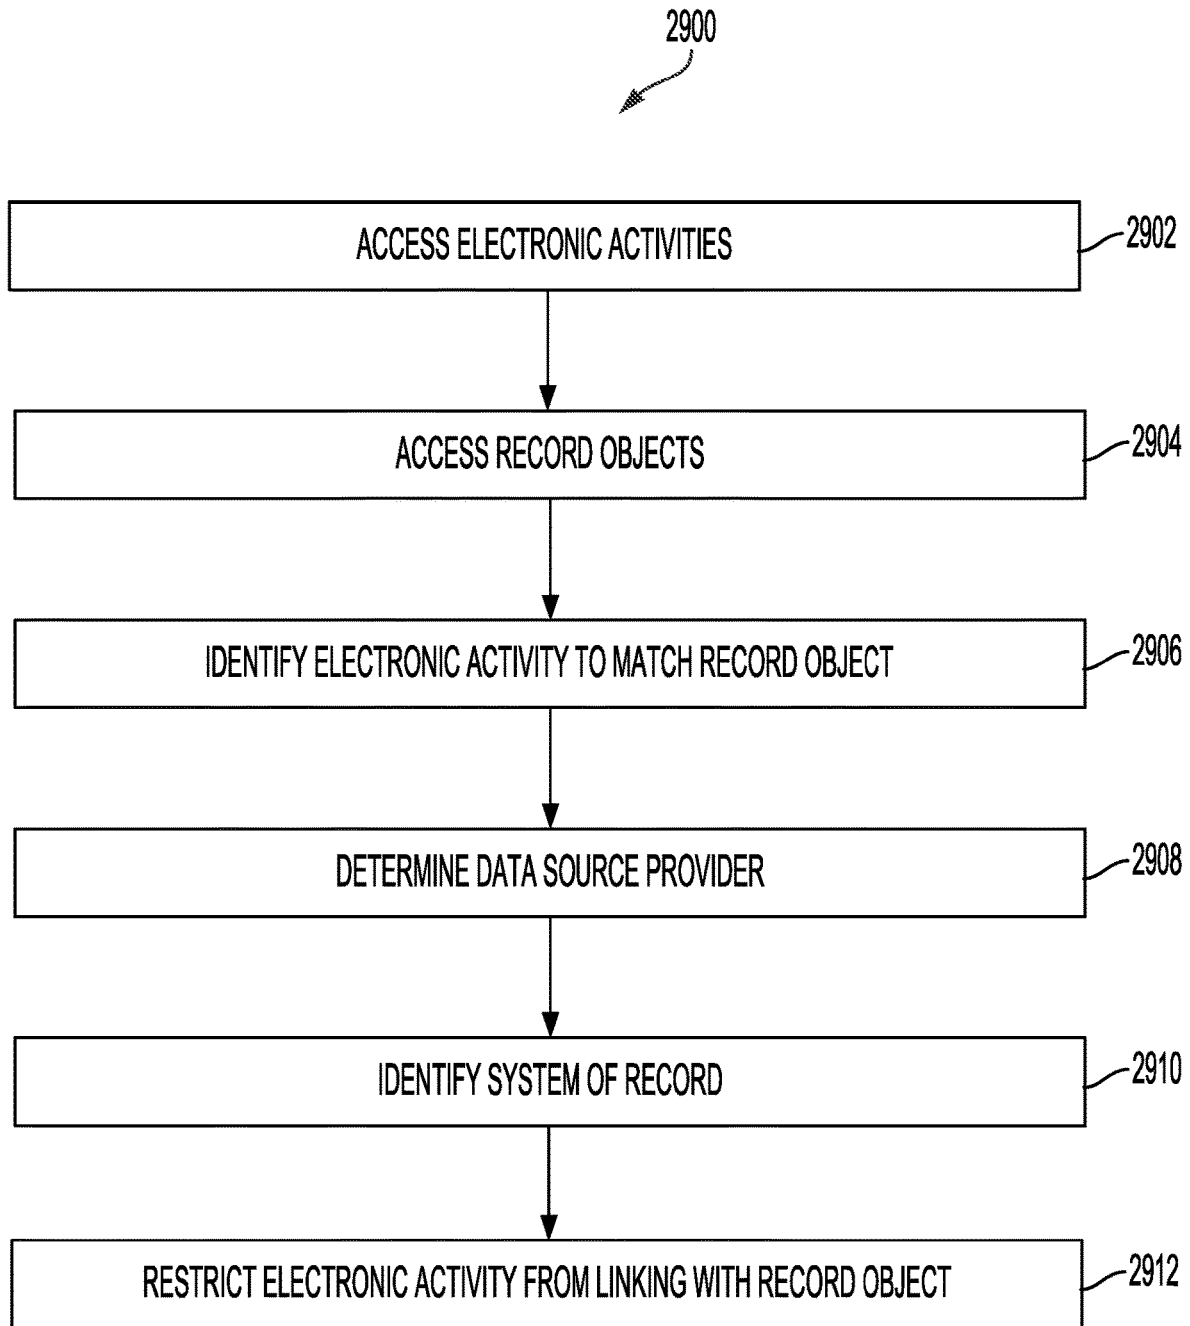 2900
ACCESS ELECTRONIC ACTIVITIES
2902
ACCESS RECORD OBJECTS
2904
IDENTIFY ELECTRONIC ACTIVITY TO MATCH RECORD OBJECT
2906
DETERMINE DATA SOURCE PROVIDER
2908
IDENTIFY SYSTEM OF RECORD
2910
RESTRICT ELECTRONIC ACTIVITY FROM LINKING WITH RECORD OBJECT
2912